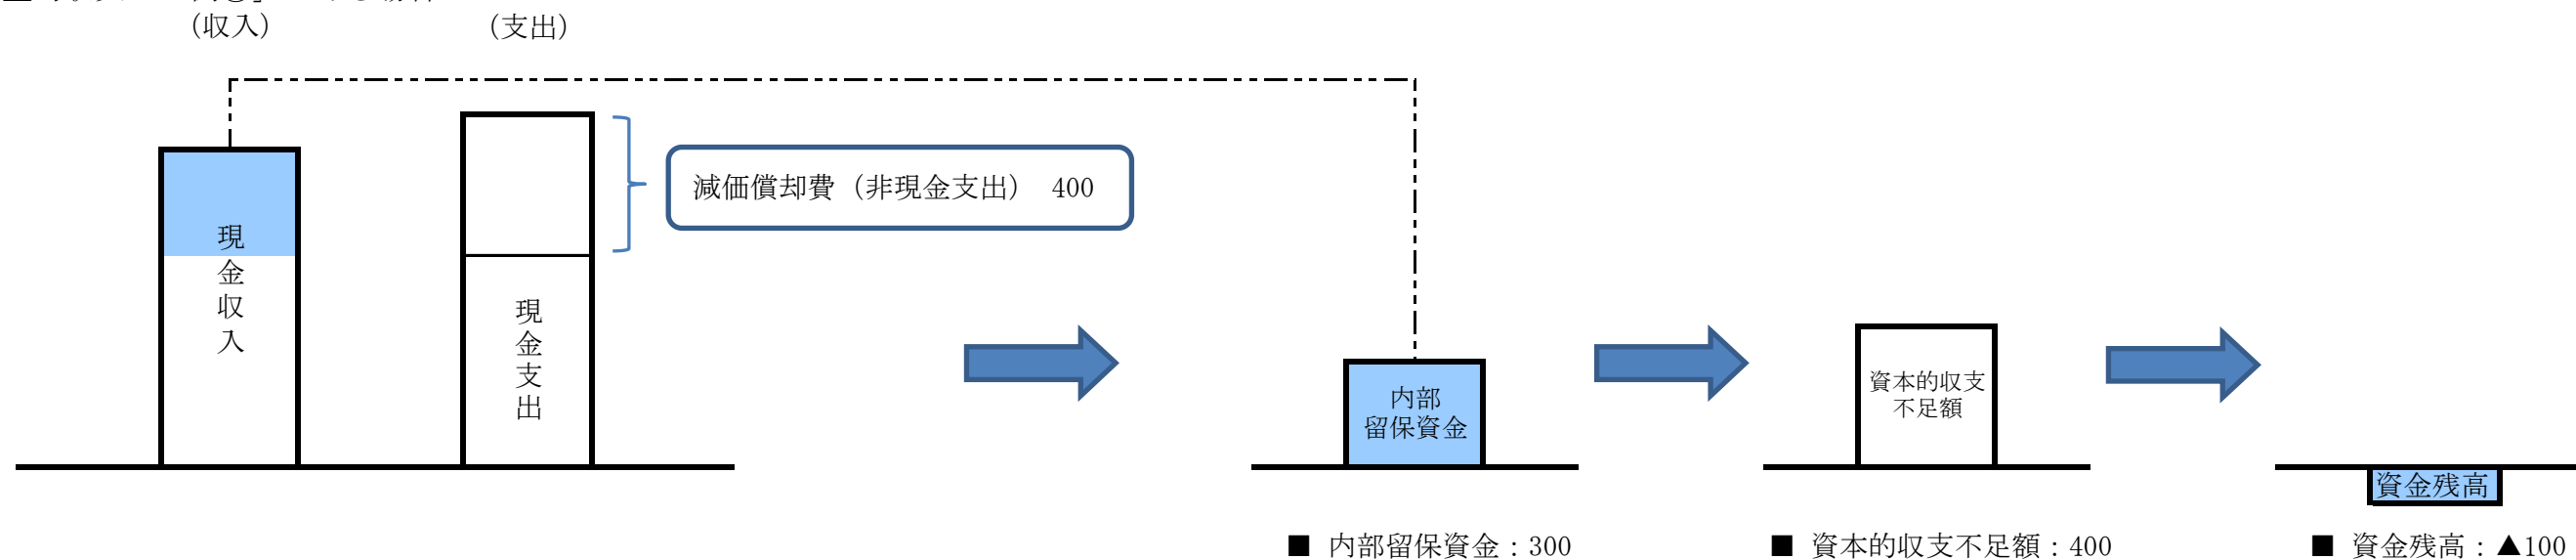 (収入)
(支出)
減価償却費（非現金支出） 400
現金収入
現金支出
内部
留保資金
資本的収支
不足額
資金残高
■ 内部留保資金：300
■ 資本的収支不足額：400
■ 資金残高：▲100